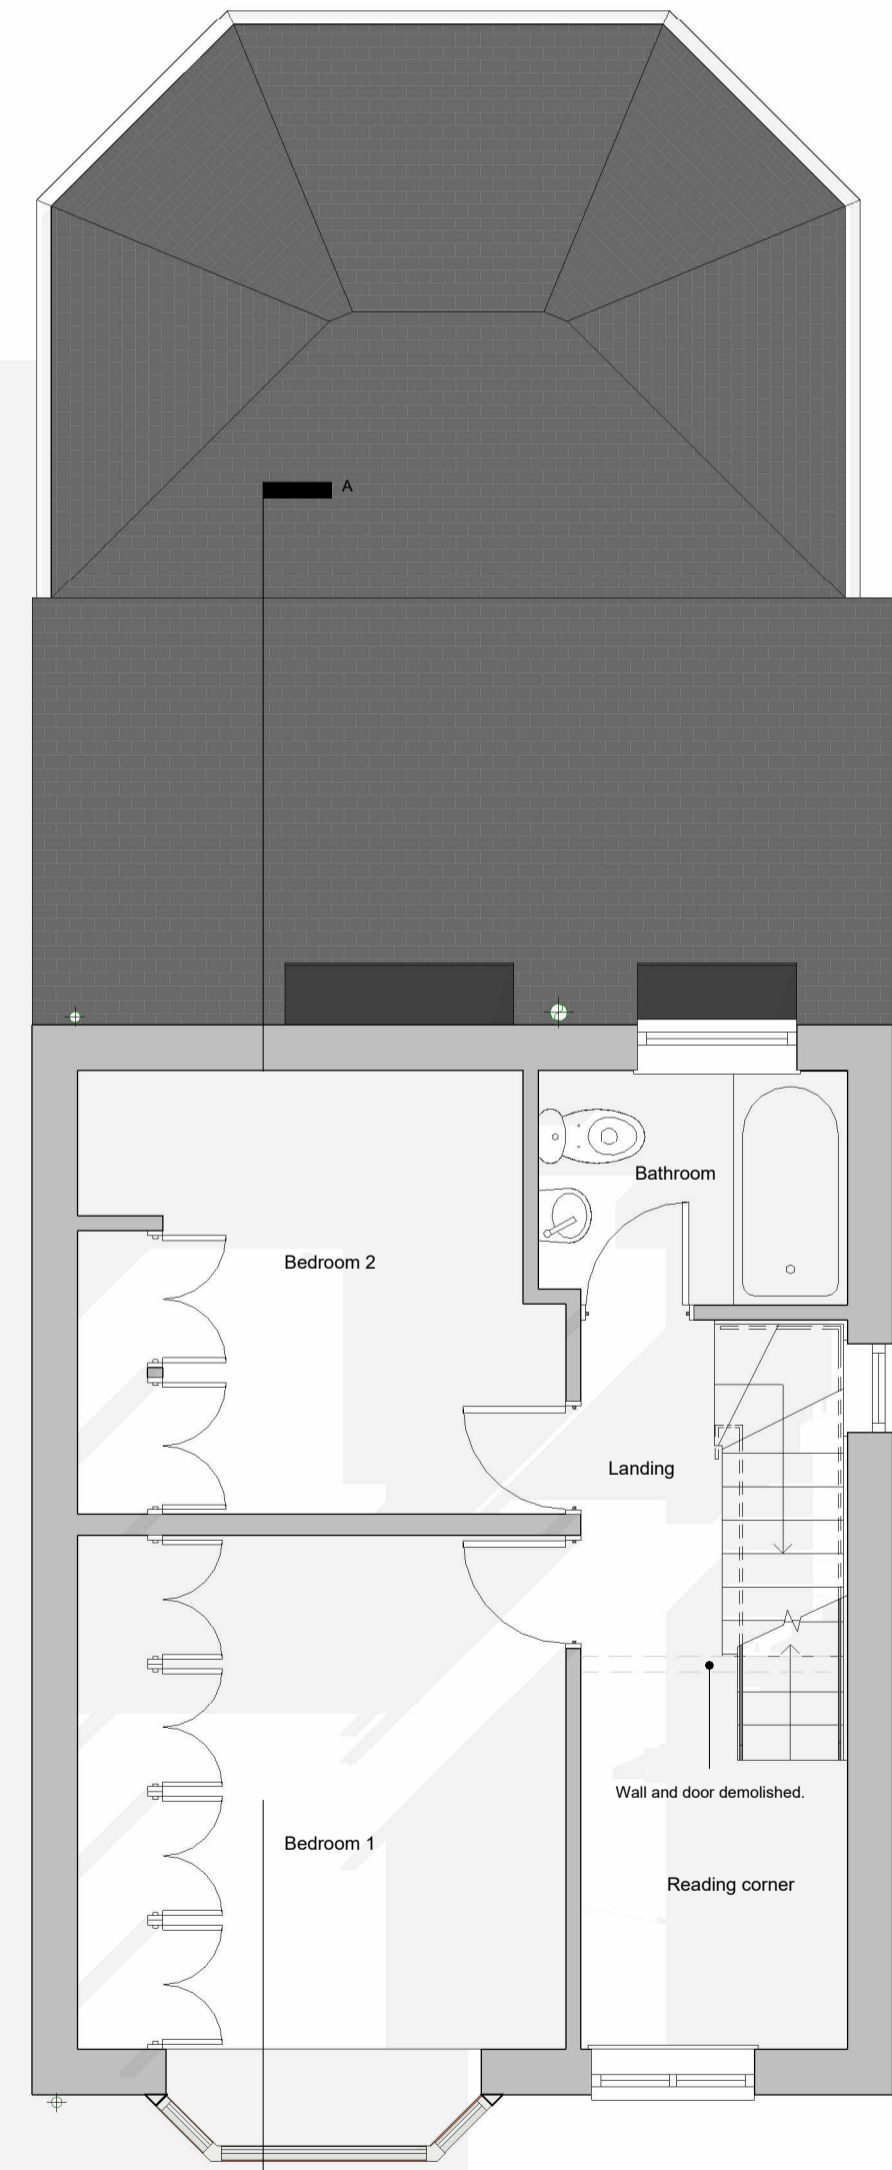 A
Bathroom
Bedroom 2
Landing
Wall and door demolished.
Bedroom 1
Reading corner